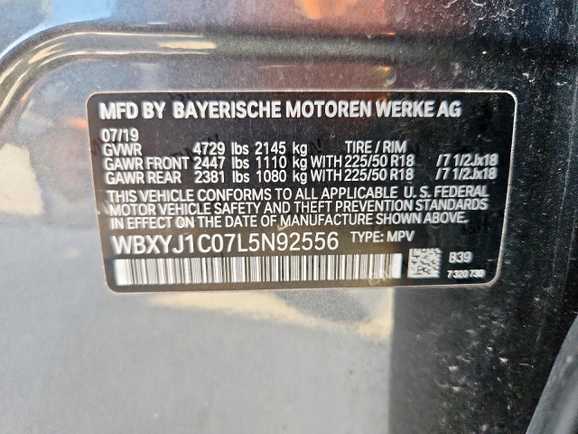 MFD BY BAYERISCHE MOTOREN WERKE AG
07/19
GVWR 4729 lbs 2145 kg TIRE / RIM
GAWR FRONT 2447 lbs 1110 kg WITH 225/50 R18 /7 1/2Jx18
GAWR REAR 2381 lbs 1080 kg WITH 225/50 R18 /7 1/2Jx18
THIS VEHICLE CONFORMS TO ALL APPLICABLE U. S. FEDERAL
MOTOR VEHICLE SAFETY AND THEFT PREVENTION STANDARDS
IN EFFECT ON THE DATE OF MANUFACTURE SHOWN ABOVE.
WBXYJ1C07L5N92556 TYPE: MPV
B39
7 320 730